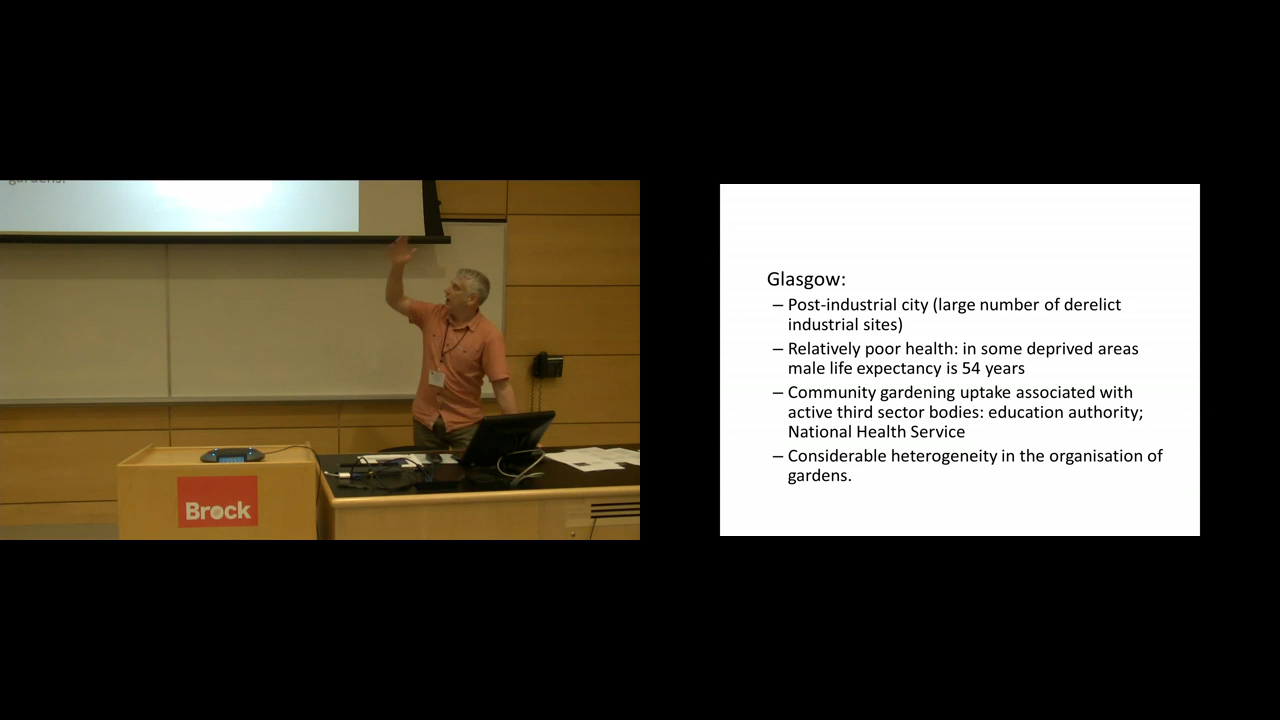 gardens.
Brock
Glasgow:
– Post-industrial city (large number of derelict
industrial sites)
– Relatively poor health: in some deprived areas
male life expectancy is 54 years
– Community gardening uptake associated with
active third sector bodies: education authority;
National Health Service
– Considerable heterogeneity in the organisation of
gardens.